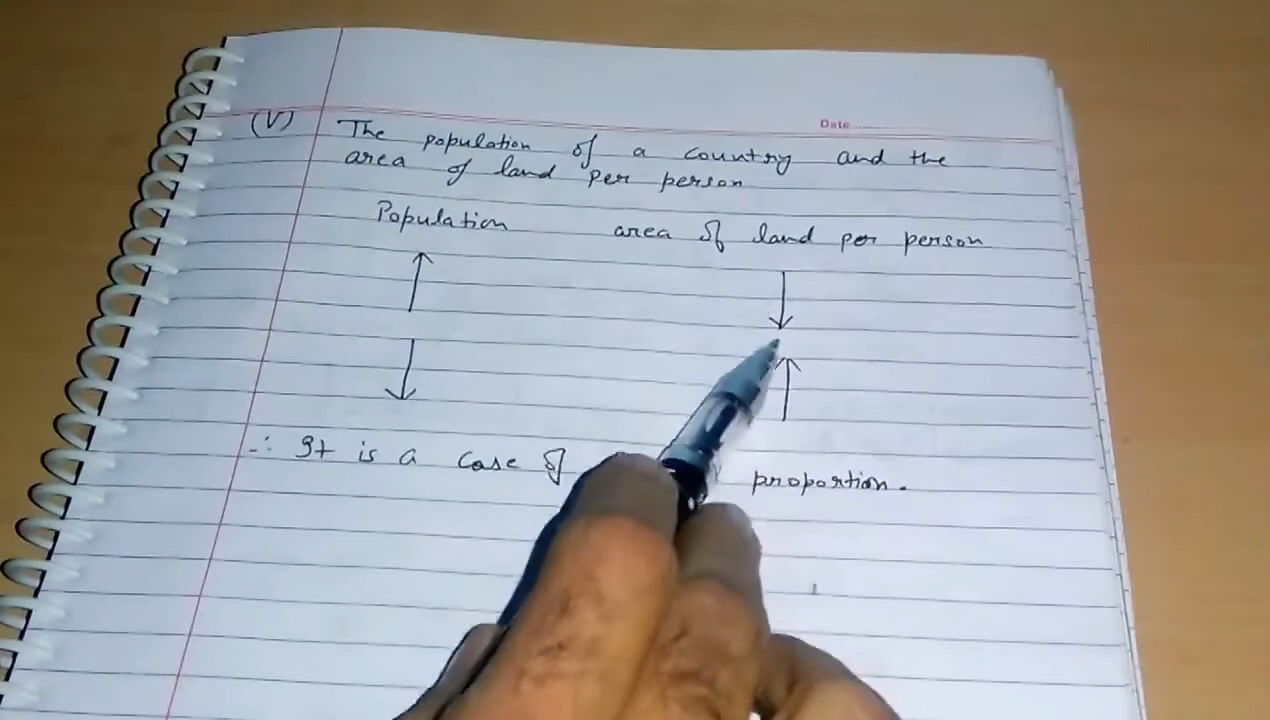 Date
(V) The population of a country and the
area of land per person
Population area of land per person
↑ ↓
↓ ↑
∴ It is a case of proportion.